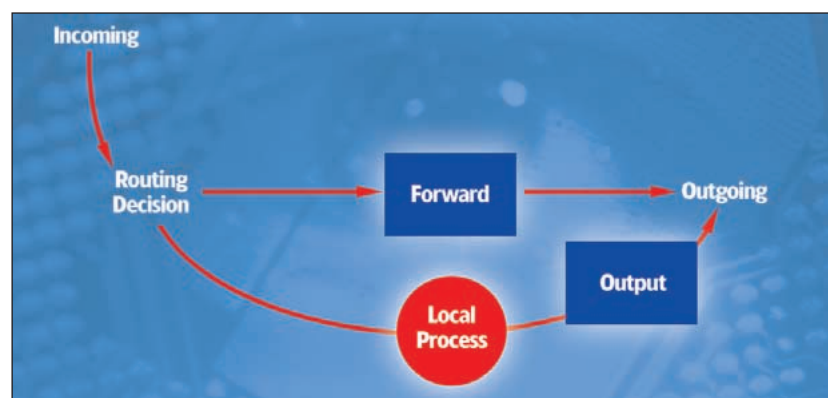 Incoming
Routing
Decision
Forward
Outgoing
Output
Local
Process